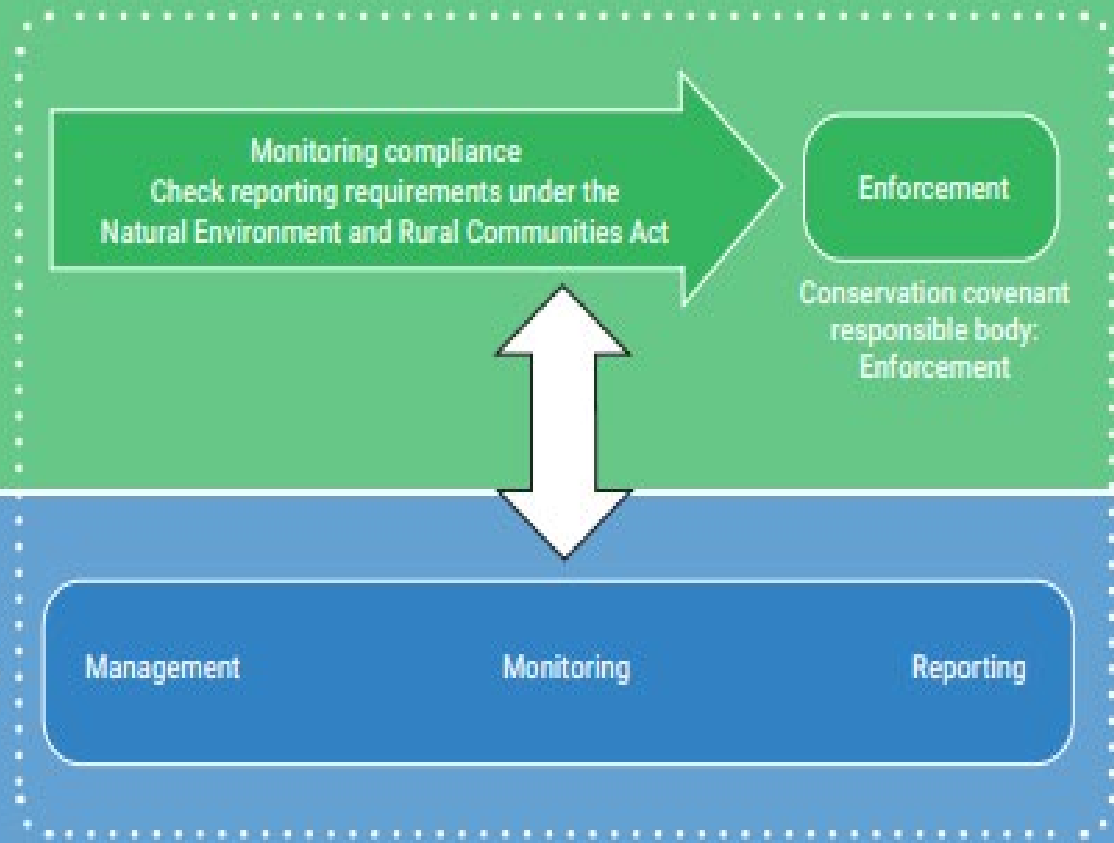 Monitoring compliance
Check reporting requirements under the
Natural Environment and Rural Communities Act
Enforcement
Conservation covenant
responsible body:
Enforcement
Management
Monitoring
Reporting